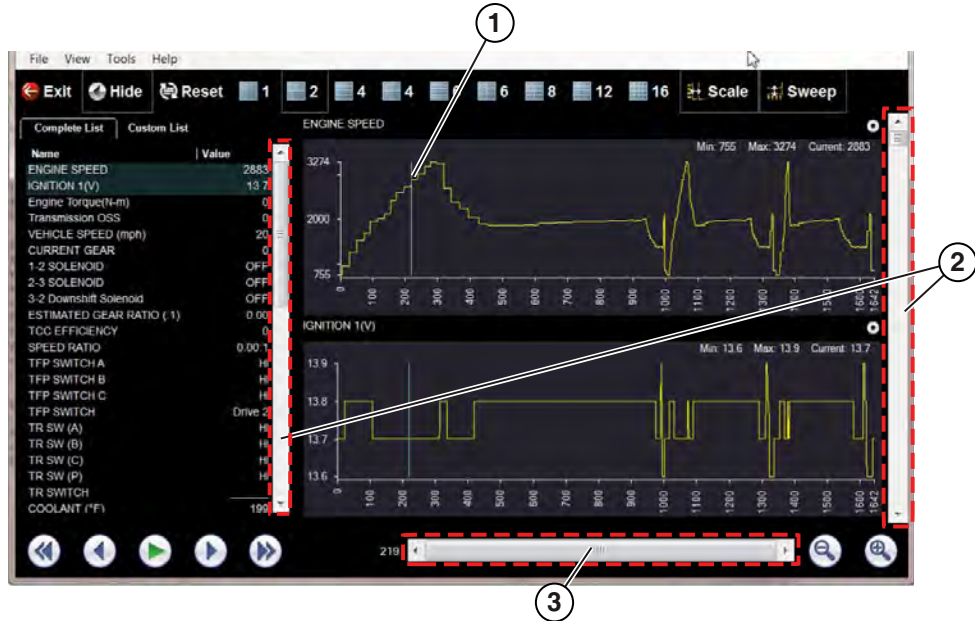 1
File View Tools Help
Exit Hide Reset 1 2 4 4 6 6 8 12 16 Scale Sweep
Complete List Custom List
Name Value
ENGINE SPEED 2883
IGNITION 1(V) 13.7
Engine Torque(N-m) 0
Transmission OSS 0
VEHICLE SPEED (mph) 20
CURRENT GEAR 0
1-2 SOLENOID OFF
2-3 SOLENOID OFF
3-2 Downshift Solenoid OFF
ESTIMATED GEAR RATIO (:1) 0.00
TCC EFFICIENCY 0
SPEED RATIO 0.00:1
TFP SWITCH A HI
TFP SWITCH B HI
TFP SWITCH C HI
TFP SWITCH Drive 2
TR SW (A) HI
TR SW (B) HI
TR SW (C) HI
TR SW (P) HI
TR SWITCH
COOLANT (°F) 199
ENGINE SPEED
Min: 755 Max: 3274 Current: 2883
3274
2000
755
0 100 200 300 400 500 600 700 800 900 1000 1100 1200 1300 1400 1500 1600 1642
IGNITION 1(V)
Min: 13.6 Max: 13.9 Current: 13.7
13.9
13.8
13.7
13.6
0 100 200 300 400 500 600 700 800 900 1000 1100 1200 1300 1400 1500 1600 1642
2
219
3